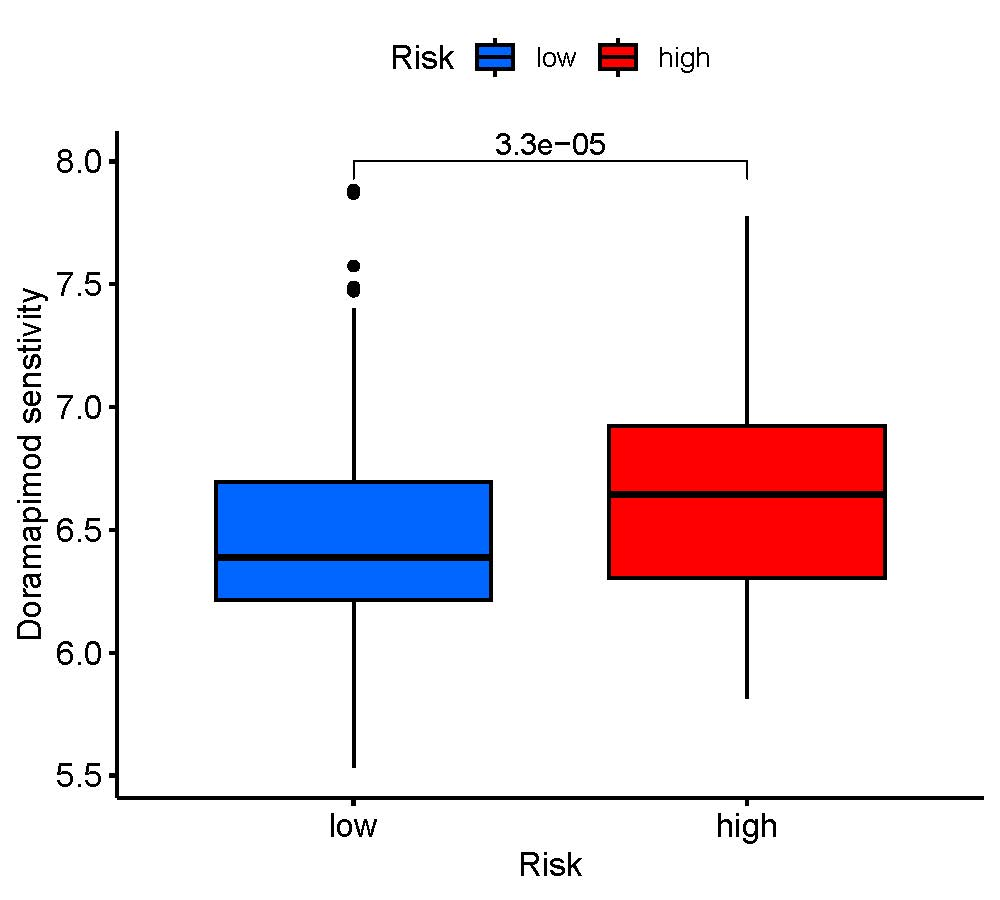 Risk low high
3.3e−05
8.0
7.5
7.0
6.5
6.0
5.5
Doramapimod senstivity
low high
Risk